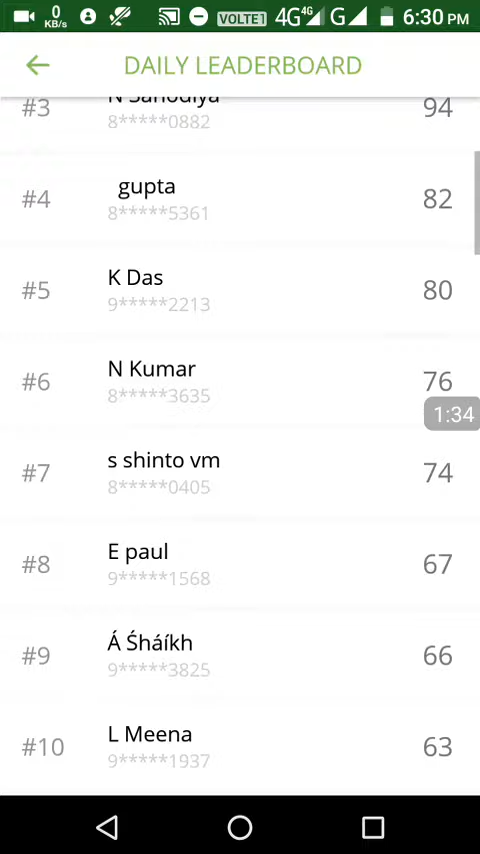 0 KB/s VOLTE1 4G 4G G 6:30 PM
DAILY LEADERBOARD
#3 N Sanodiya 94
8*****0882
#4 gupta 82
8*****5361
#5 K Das 80
9*****2213
#6 N Kumar 76
8*****3635
1:34
#7 s shinto vm 74
8*****0405
#8 E paul 67
9*****1568
#9 Á Śháíkh 66
9*****3825
#10 L Meena 63
9*****1937